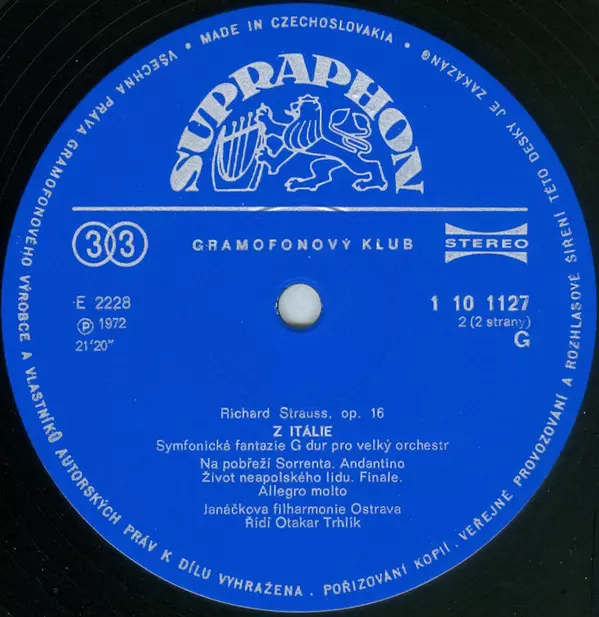 VŠECHNA PRÁVA GRAMOFONOVÉHO VÝROBCE A VLASTNÍKŮ AUTORSKÝCH PRÁV K DÍLU VYHRAŽENA . POŘIZOVÁNÍ KOPIÍ . VEŘEJNÉ PROVOZOVÁNÍ A ROZHLASOVÉ ŠÍŘENÍ TÉTO DESKY JE ZAKÁZÁNO
• MADE IN CZECHOSLOVAKIA •
SUPRAPHON
33
GRAMOFONOVÝ KLUB
STEREO
E 2228
1 10 1127
Ⓟ 1972
2 (2 strany)
21'20"
G
Richard Strauss, op. 16
Z ITÁLIE
Symfonická fantazie G dur pro velký orchestr
Na pobřeží Sorrenta. Andantino
Život neapolského lidu. Finale.
Allegro molto
Janáčkova filharmonie Ostrava
Řídí Otakar Trhlík